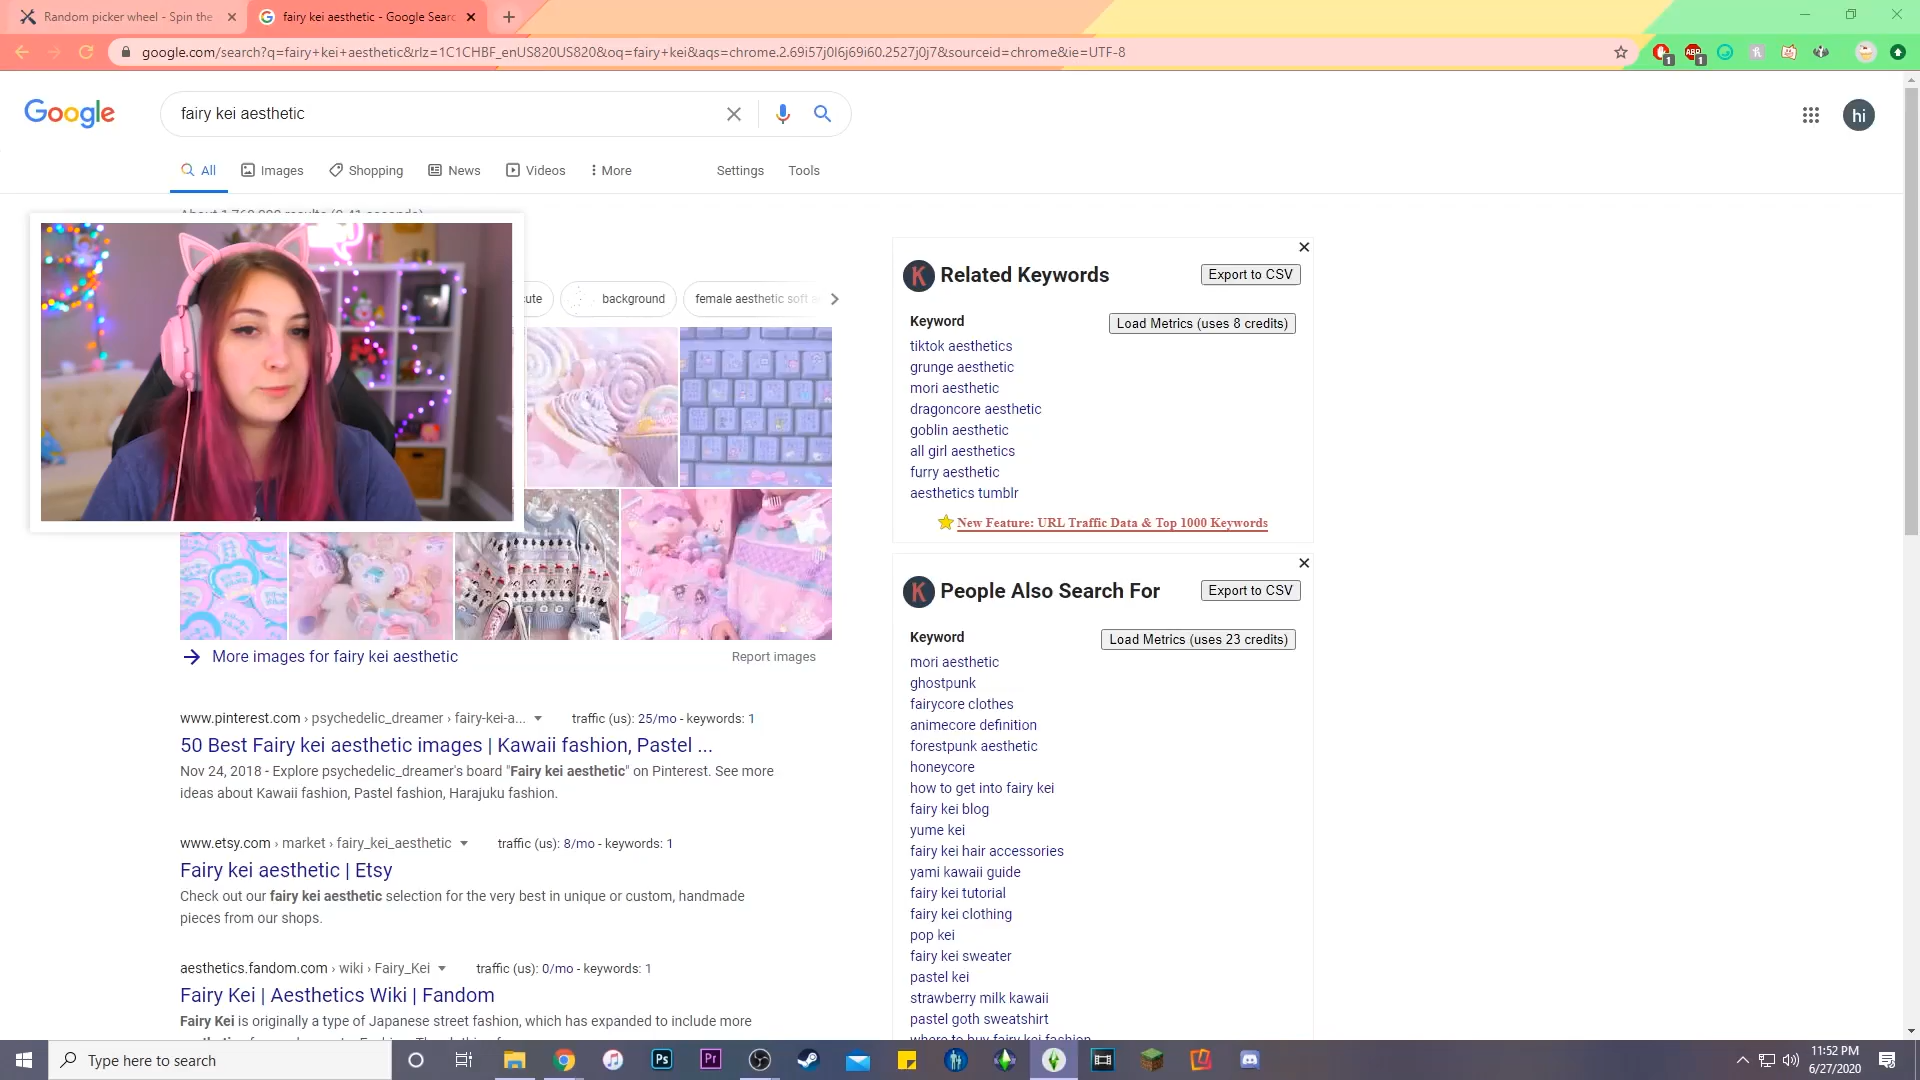 Random picker wheel - Spin the
fairy kei aesthetic - Google Searc
google.com/search?q=fairy+kei+aesthetic&rlz=1C1CHBF_enUS820US820&oq=fairy+kei&aqs=chrome.2.69i57j0l6j69i60.2527j0j7&sourceid=chrome&ie=UTF-8
Google
fairy kei aesthetic
hi
All Images Shopping News Videos More Settings Tools
background female aesthetic soft
More images for fairy kei aesthetic Report images
www.pinterest.com › psychedelic_dreamer › fairy-kei-a... traffic (us): 25/mo - keywords: 1
50 Best Fairy kei aesthetic images | Kawaii fashion, Pastel ...
Nov 24, 2018 - Explore psychedelic_dreamer's board "Fairy kei aesthetic" on Pinterest. See more
ideas about Kawaii fashion, Pastel fashion, Harajuku fashion.
www.etsy.com › market › fairy_kei_aesthetic traffic (us): 8/mo - keywords: 1
Fairy kei aesthetic | Etsy
Check out our fairy kei aesthetic selection for the very best in unique or custom, handmade
pieces from our shops.
aesthetics.fandom.com › wiki › Fairy_Kei traffic (us): 0/mo - keywords: 1
Fairy Kei | Aesthetics Wiki | Fandom
Fairy Kei is originally a type of Japanese street fashion, which has expanded to include more
K Related Keywords Export to CSV
Keyword Load Metrics (uses 8 credits)
tiktok aesthetics
grunge aesthetic
mori aesthetic
dragoncore aesthetic
goblin aesthetic
all girl aesthetics
furry aesthetic
aesthetics tumblr
New Feature: URL Traffic Data & Top 1000 Keywords
K People Also Search For Export to CSV
Keyword Load Metrics (uses 23 credits)
mori aesthetic
ghostpunk
fairycore clothes
animecore definition
forestpunk aesthetic
honeycore
how to get into fairy kei
fairy kei blog
yume kei
fairy kei hair accessories
yami kawaii guide
fairy kei tutorial
fairy kei clothing
pop kei
fairy kei sweater
pastel kei
strawberry milk kawaii
pastel goth sweatshirt
where to buy fairy kei fashion
Type here to search
Ps
Pr
11:52 PM
6/27/2020